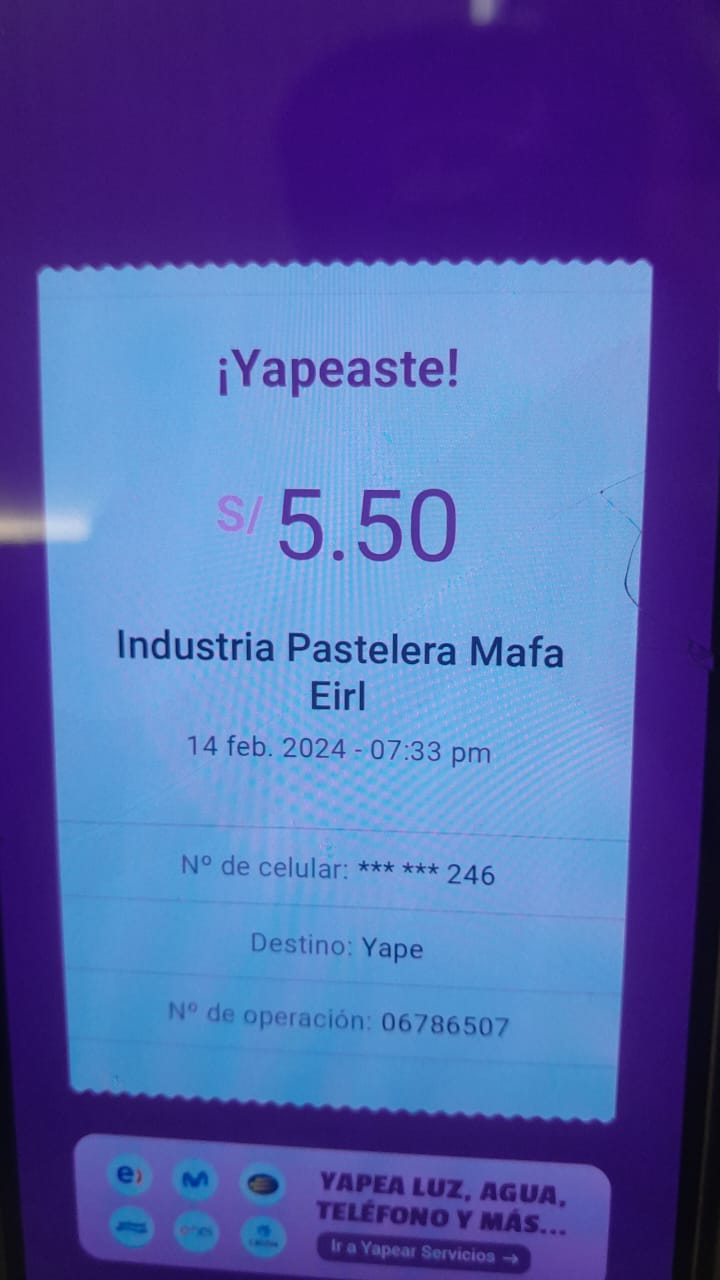 ¡Yapeaste!
S/ 5.50
Industria Pastelera Mafa
Eirl
14 feb. 2024 - 07:33 pm
Nº de celular: *** *** 246
Destino: Yape
Nº de operación: 06786507
e)
YAPEA LUZ, AGUA,
TELÉFONO Y MÁS...
Ir a Yapear Servicios →